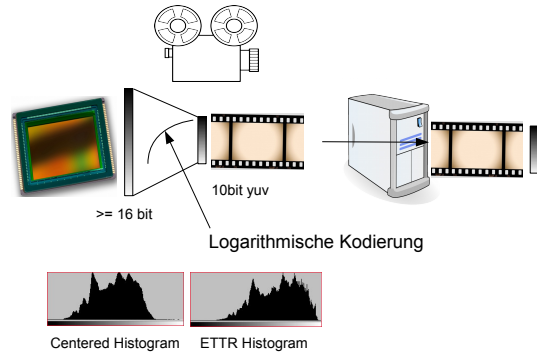 >= 16 bit
10bit yuv
Logarithmische Kodierung
Centered Histogram
ETTR Histogram